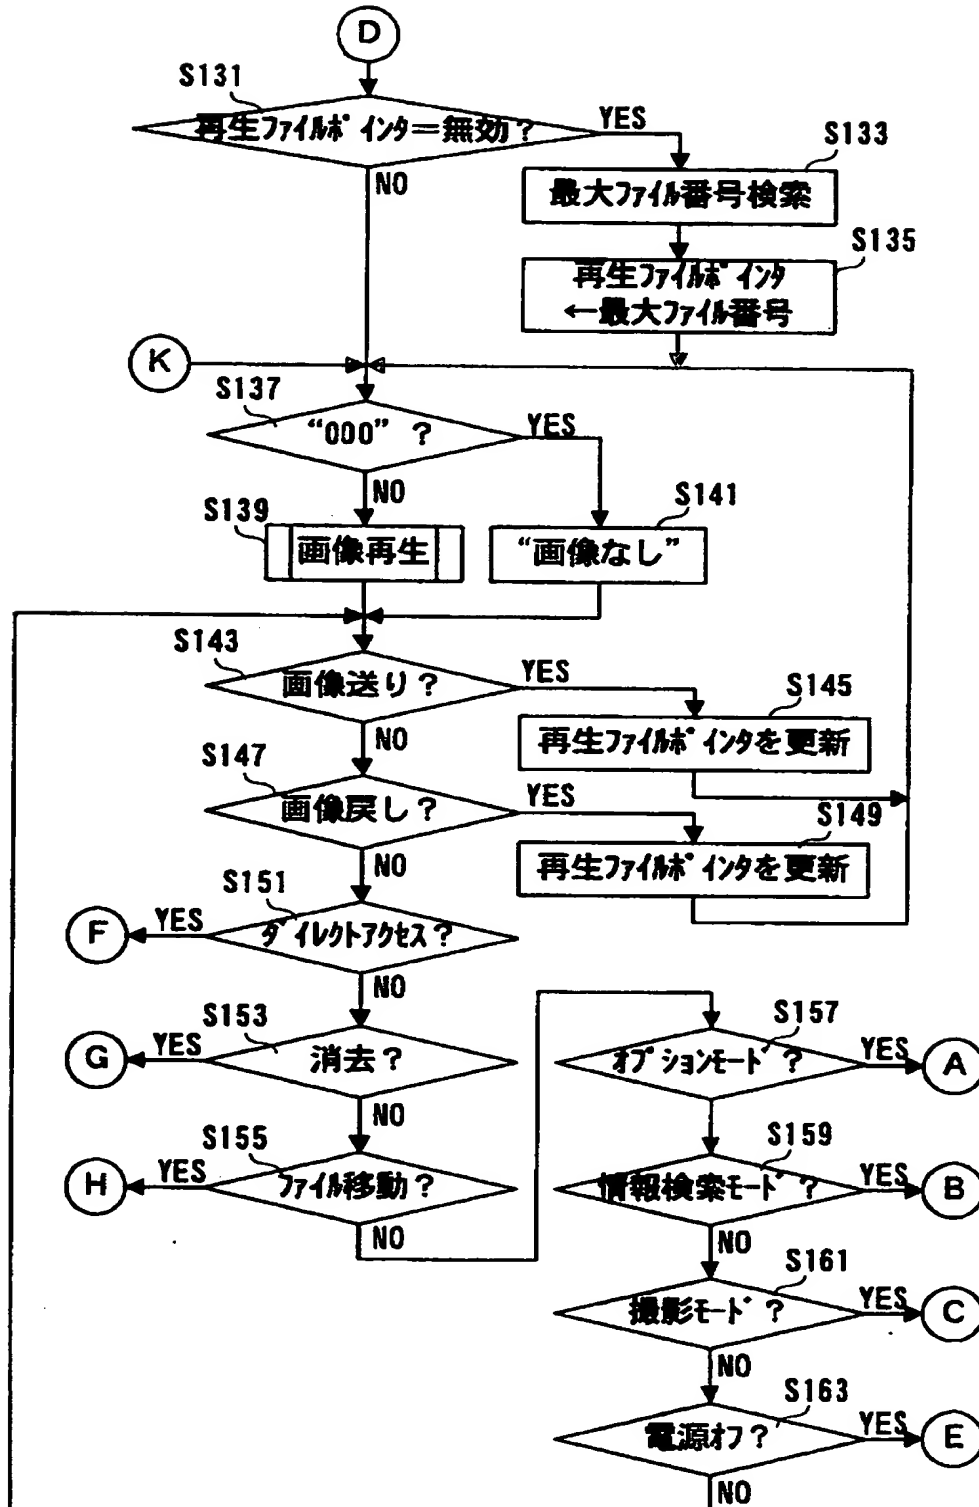 D
S131
再生ファイルポインタ=無効?
YES
NO
S133
最大ファイル番号検索
S135
再生ファイルポインタ
←最大ファイル番号
K
S137
“000” ?
YES
NO
S139
画像再生
S141
“画像なし”
S143
画像送り?
YES
NO
S145
再生ファイルポインタを更新
S147
画像戻し?
YES
NO
S149
再生ファイルポインタを更新
S151
ダイレクトアクセス?
YES
F
NO
S153
消去?
YES
G
NO
S155
ファイル移動?
YES
H
NO
S157
オプションモード?
YES
A
S159
情報検索モード?
YES
B
NO
S161
撮影モード?
YES
C
NO
S163
電源オフ?
YES
E
NO